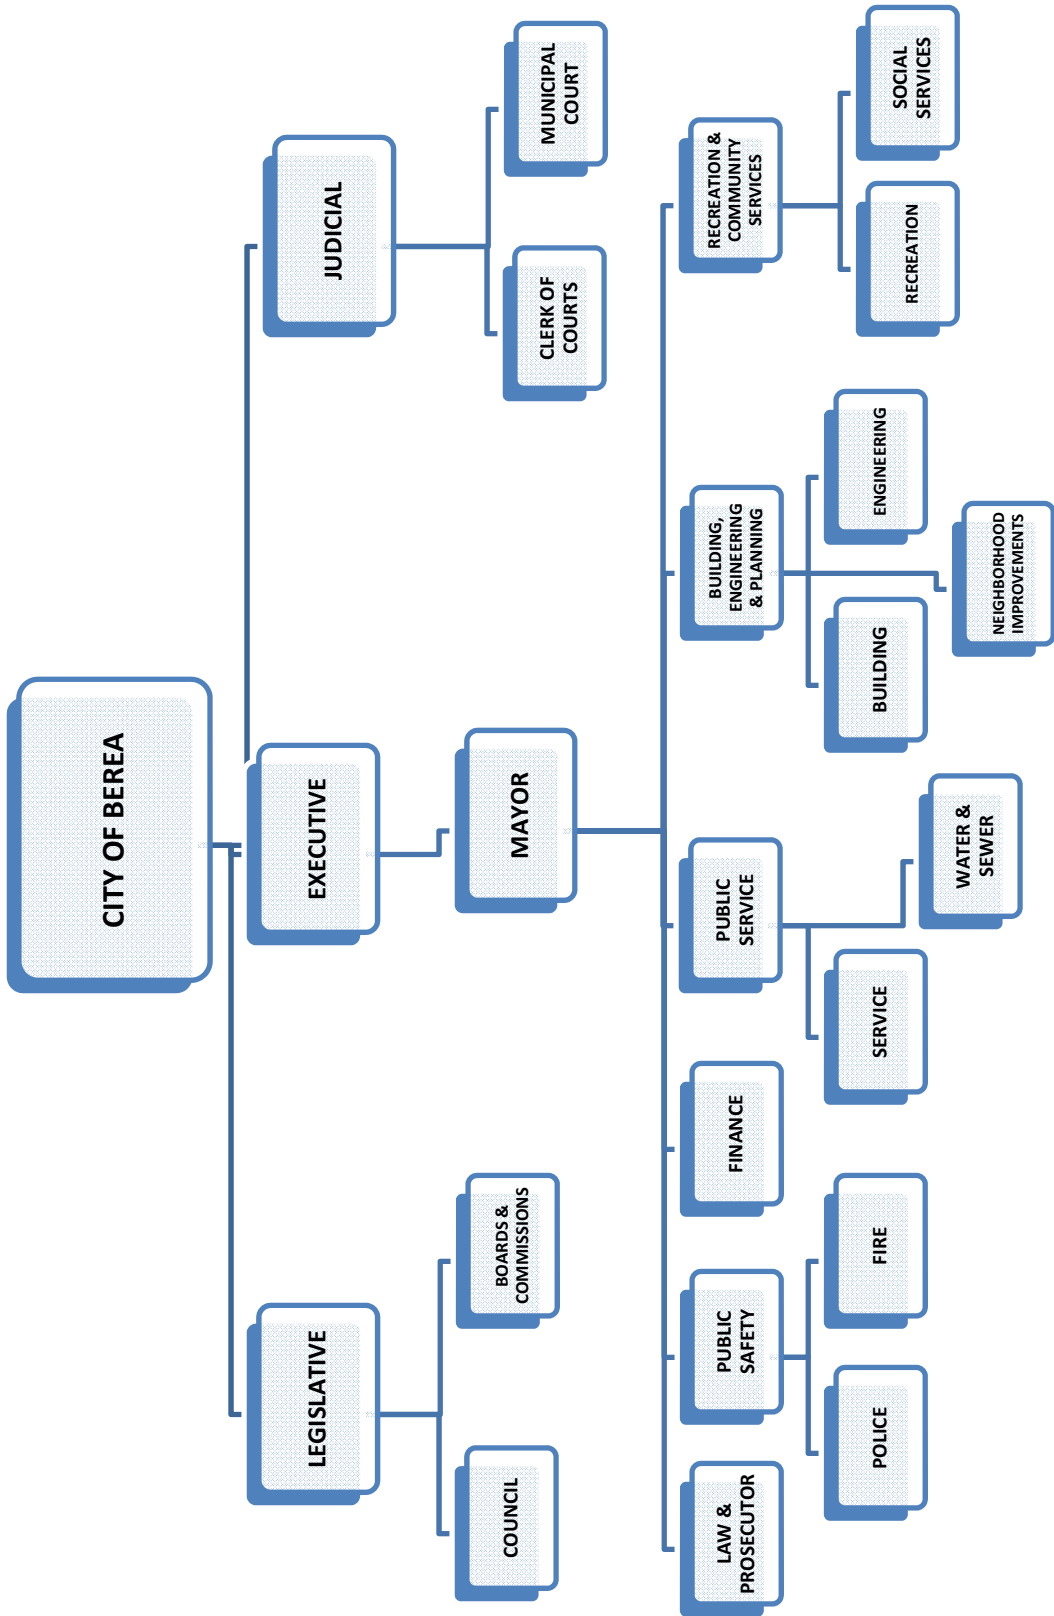 CITY OF BEREA
LEGISLATIVE
EXECUTIVE
JUDICIAL
COUNCIL
BOARDS &
COMMISSIONS
MAYOR
CLERK OF
COURTS
MUNICIPAL
COURT
LAW &
PROSECUTOR
PUBLIC
SAFETY
FINANCE
PUBLIC
SERVICE
BUILDING,
ENGINEERING
& PLANNING
RECREATION &
COMMUNITY
SERVICES
POLICE
FIRE
SERVICE
WATER &
SEWER
BUILDING
ENGINEERING
NEIGHBORHOOD
IMPROVEMENTS
RECREATION
SOCIAL
SERVICES